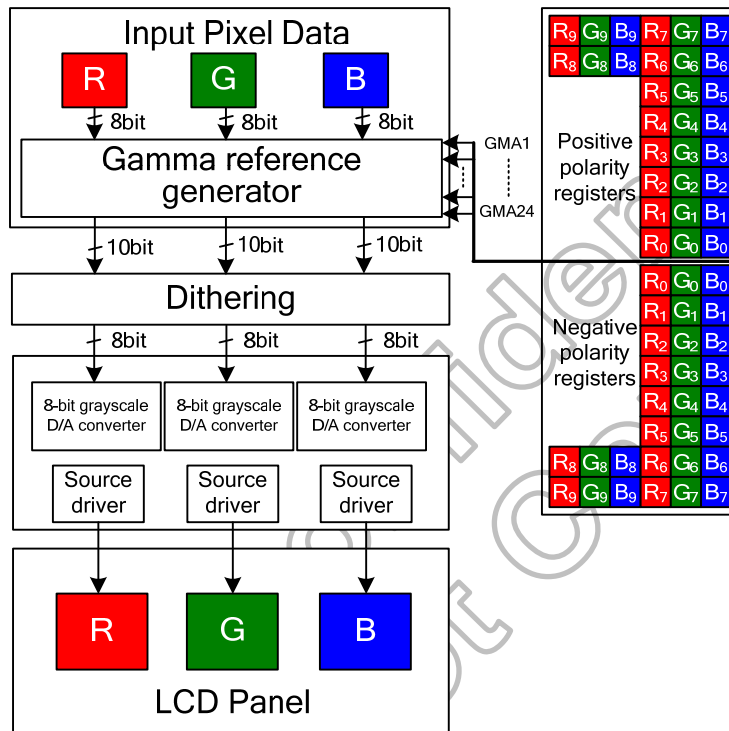 Input Pixel Data
R G B
8bit 8bit 8bit
Gamma reference
generator
GMA1
GMA24
10bit 10bit 10bit
Dithering
8bit 8bit 8bit
8-bit grayscale
D/A converter
8-bit grayscale
D/A converter
8-bit grayscale
D/A converter
Source
driver
Source
driver
Source
driver
R G B
LCD Panel
R9 G9 B9 R7 G7 B7
R8 G8 B8 R6 G6 B6
R5 G5 B5
R4 G4 B4
R3 G3 B3
R2 G2 B2
R1 G1 B1
R0 G0 B0
Positive
polarity
registers
R0 G0 B0
R1 G1 B1
R2 G2 B2
R3 G3 B3
R4 G4 B4
R5 G5 B5
R8 G8 B8 R6 G6 B6
R9 G9 B9 R7 G7 B7
Negative
polarity
registers